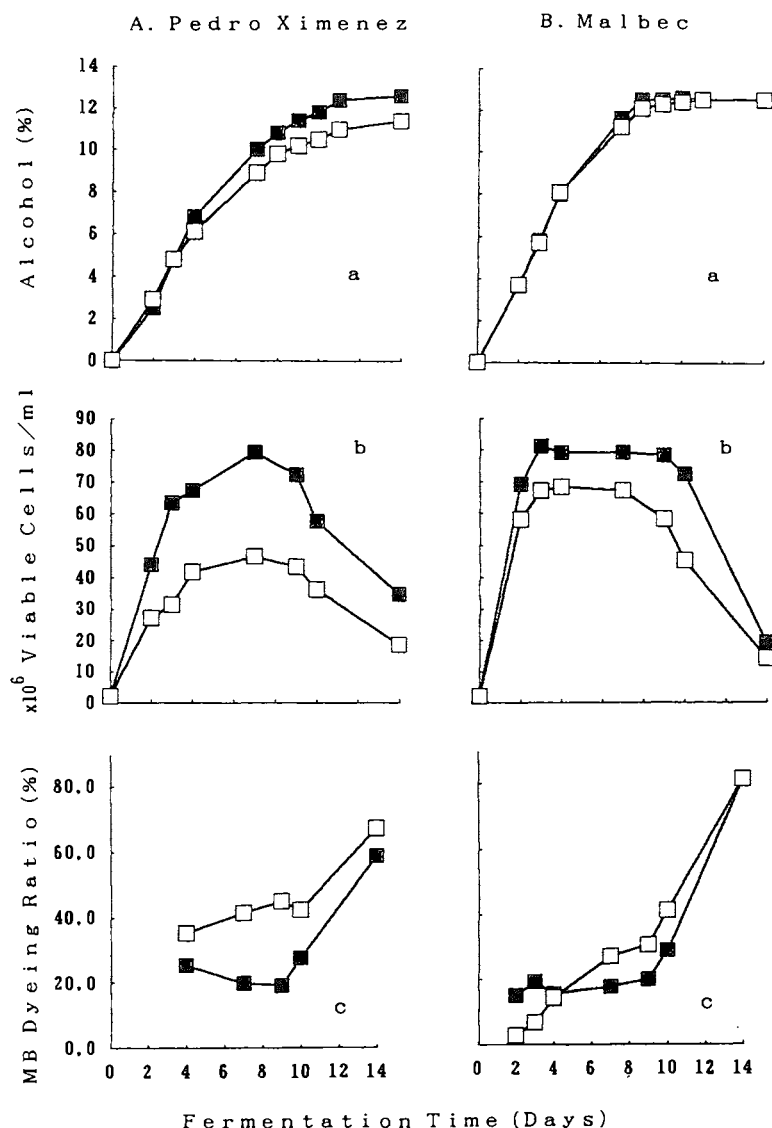 A. Pedro Ximenez
B. Malbec
Alcohol (%)
14
12
10
8
6
4
2
0
a
a
x10⁶ Viable Cells/ml
90
80
70
60
50
40
30
20
10
0
b
b
MB Dyeing Ratio (%)
80.0
60.0
40.0
20.0
0.0
c
c
0 2 4 6 8 10 12 14
0 2 4 6 8 10 12 14
Fermentation Time (Days)